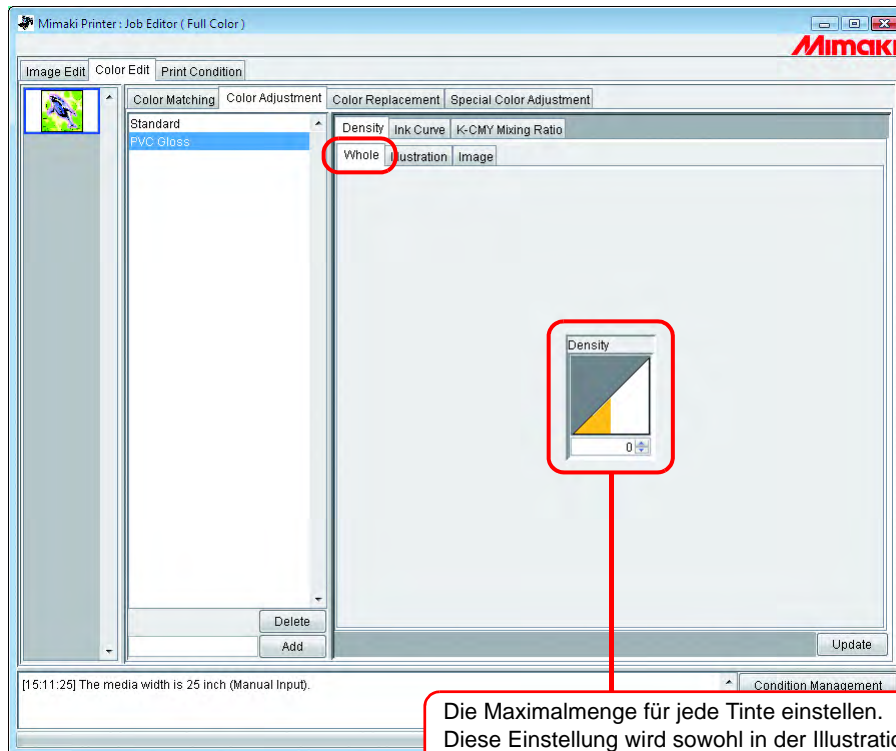 Mimaki Printer : Job Editor ( Full Color )
Mimaki
Image Edit Color Edit Print Condition
Color Matching Color Adjustment Color Replacement Special Color Adjustment
Standard
PVC Gloss
Density Ink Curve K-CMY Mixing Ratio
Whole Illustration Image
Density
0
Delete
Add
Update
[15:11:25] The media width is 25 inch (Manual Input).
Condition Management
Die Maximalmenge für jede Tinte einstellen.
Diese Einstellung wird sowohl in der